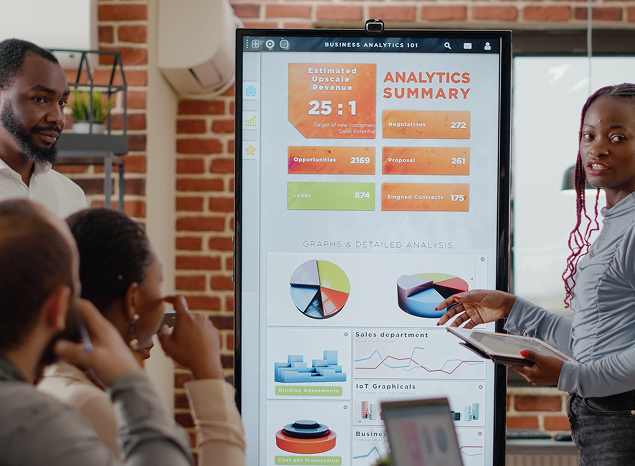 BUSINESS ANALYTICS 101
Estimated
Upscale
Revenue
25 : 1
Target of new customers
Sales Potential
ANALYTICS
SUMMARY
Negotations 272
Opportunities 2169
Proposal 261
Leads 874
Singned Contracts 175
GRAPHS & DETAILED ANALYSIS
Sales department
Binding Agreements
IoT Graphicals
Cost per transaction